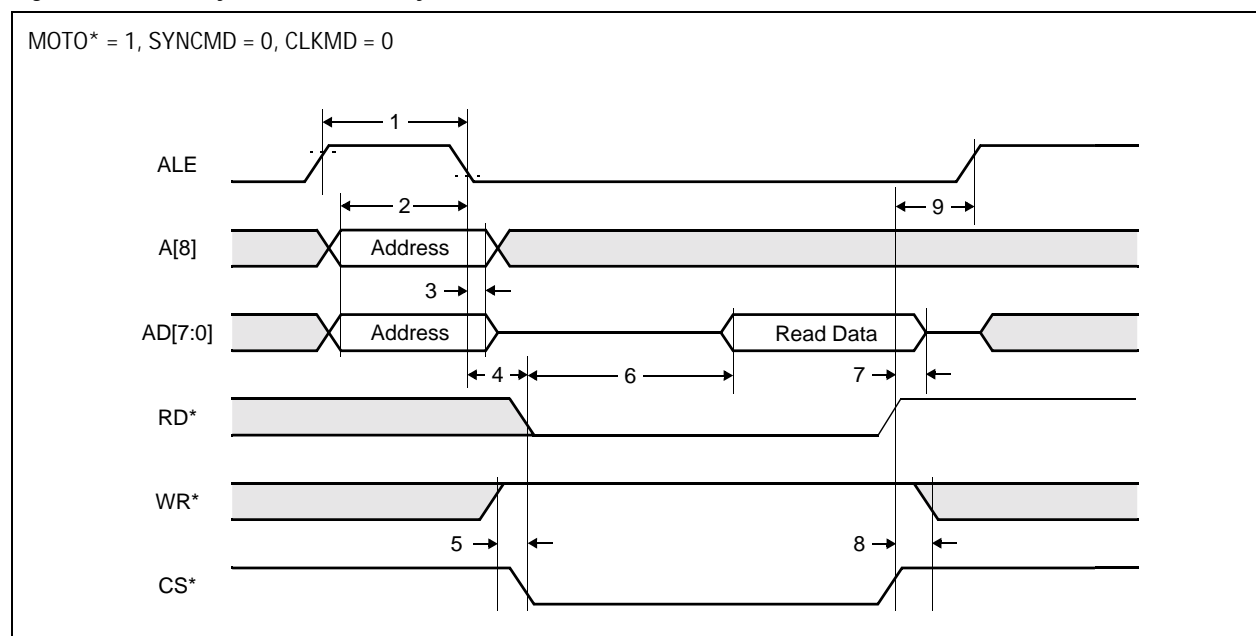 MOTO* = 1, SYNCMD = 0, CLKMD = 0
1
ALE
2
9
A[8]
Address
3
AD[7:0]
Address
Read Data
4
6
7
RD*
WR*
5
8
CS*